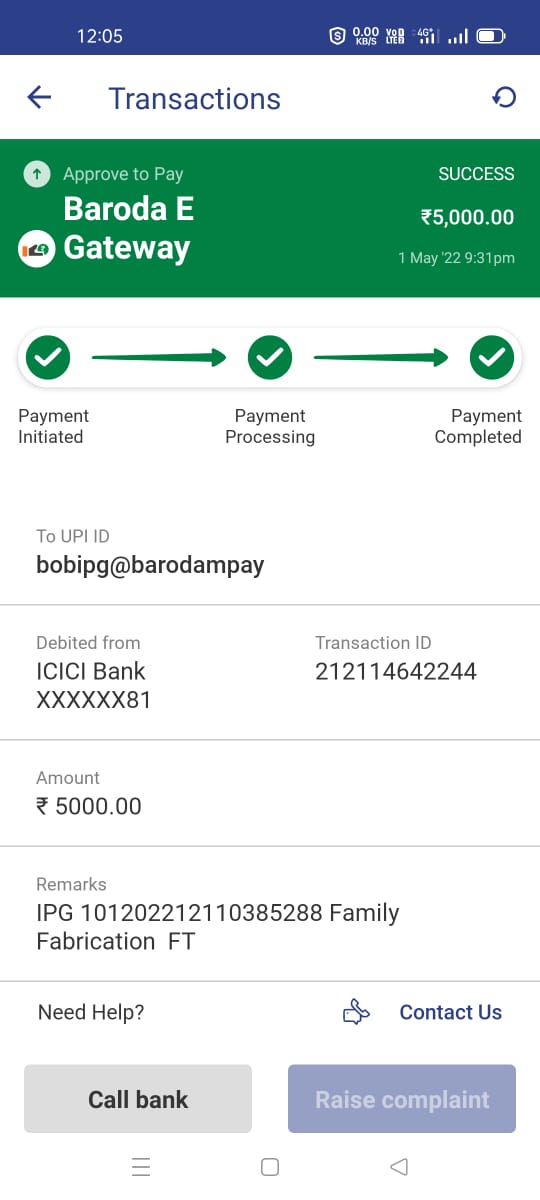 12:05
0.00 KB/S VoD LTED 4G+
Transactions
Approve to Pay
SUCCESS
Baroda E
Gateway
₹5,000.00
1 May '22 9:31pm
Payment Initiated
Payment Processing
Payment Completed
To UPI ID
bobipg@barodampay
Debited from
ICICI Bank
XXXXXX81
Transaction ID
212114642244
Amount
₹ 5000.00
Remarks
IPG 101202212110385288 Family
Fabrication FT
Need Help?
Contact Us
Call bank
Raise complaint